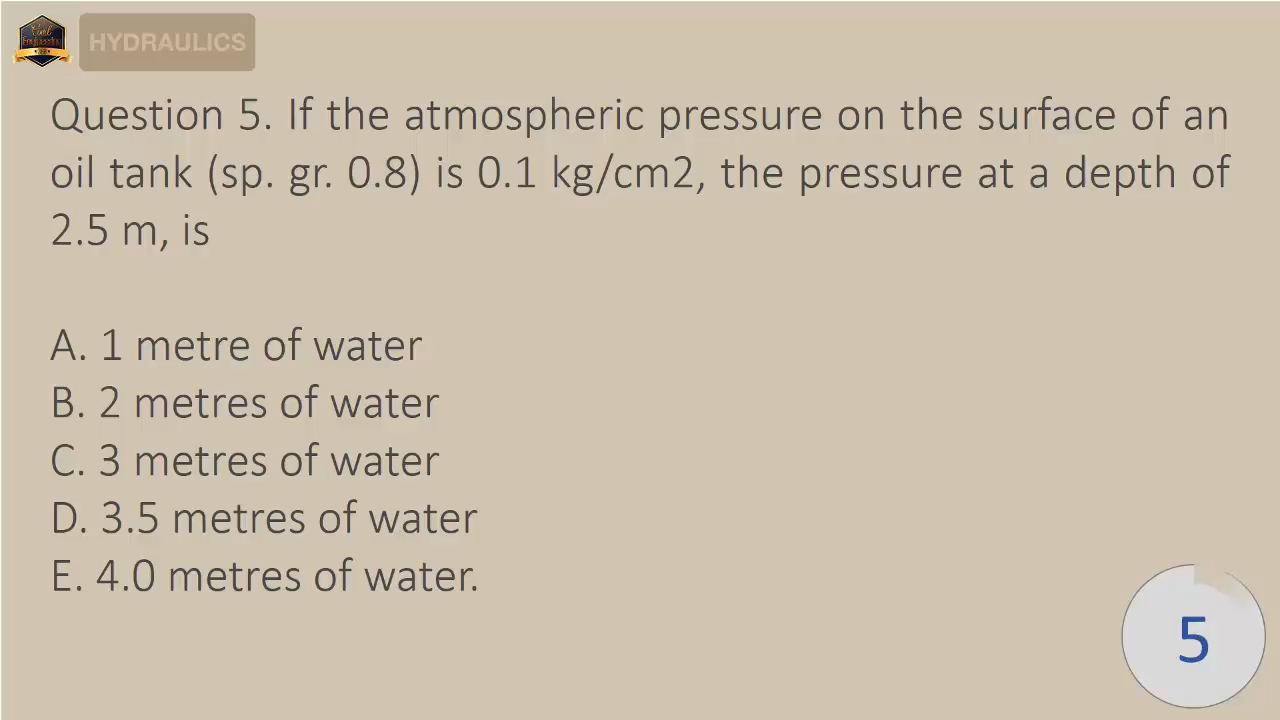 HYDRAULICS
Question 5. If the atmospheric pressure on the surface of an
oil tank (sp. gr. 0.8) is 0.1 kg/cm2, the pressure at a depth of
2.5 m, is
A. 1 metre of water
B. 2 metres of water
C. 3 metres of water
D. 3.5 metres of water
E. 4.0 metres of water.
5